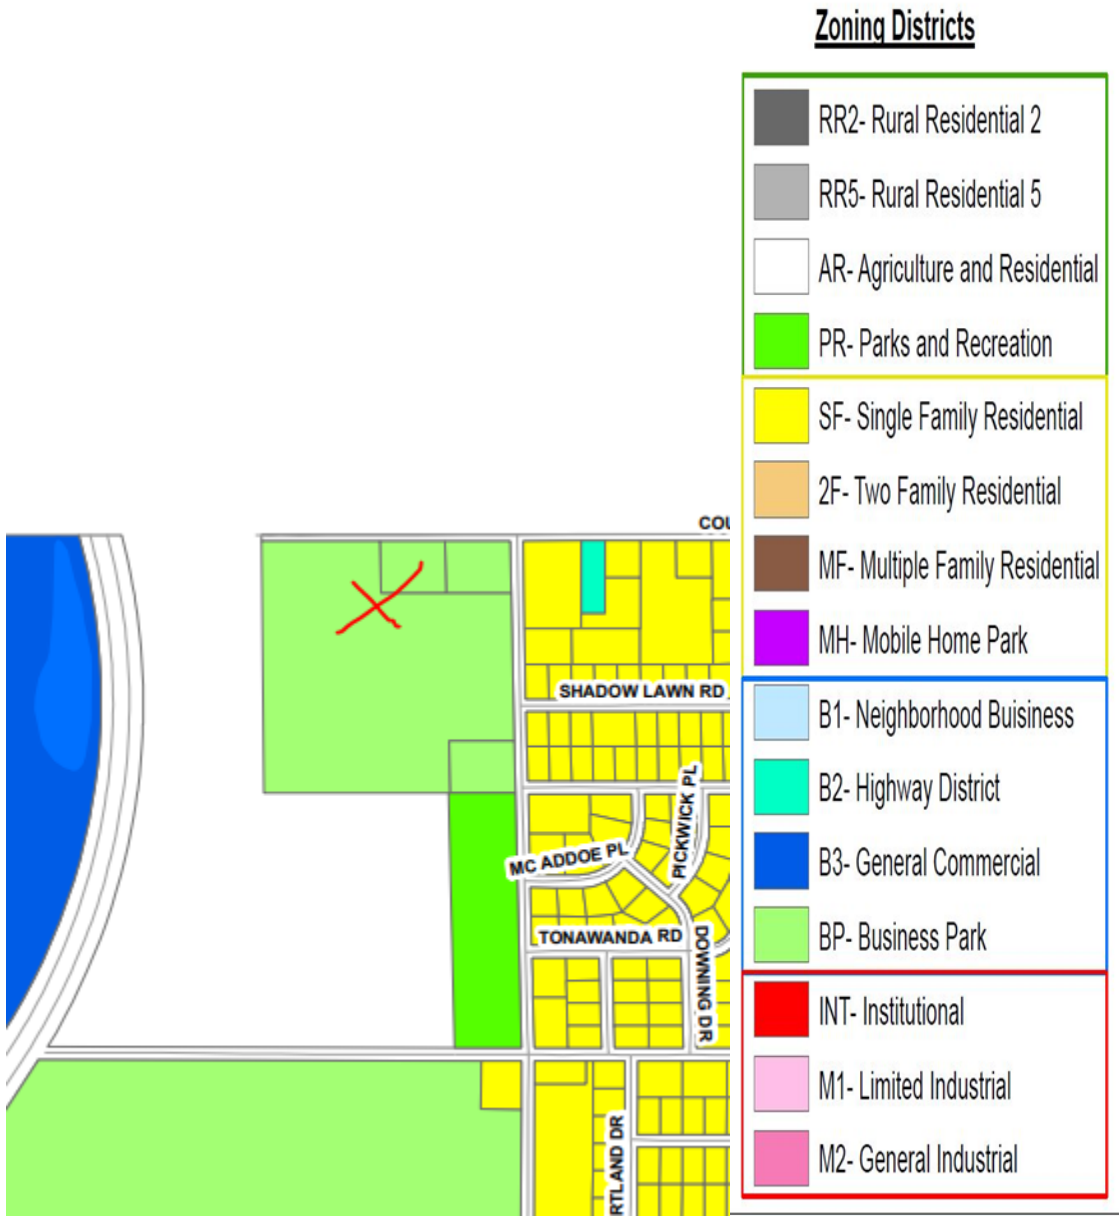 Zoning Districts
RR2- Rural Residential 2
RR5- Rural Residential 5
AR- Agriculture and Residential
PR- Parks and Recreation
SF- Single Family Residential
2F- Two Family Residential
MF- Multiple Family Residential
MH- Mobile Home Park
B1- Neighborhood Buisiness
B2- Highway District
B3- General Commercial
BP- Business Park
INT- Institutional
M1- Limited Industrial
M2- General Industrial
COU
SHADOW LAWN RD
PICKWICK PL
MC ADDOE PL
TONAWANDA RD
DOWNING DR
RTLAND DR